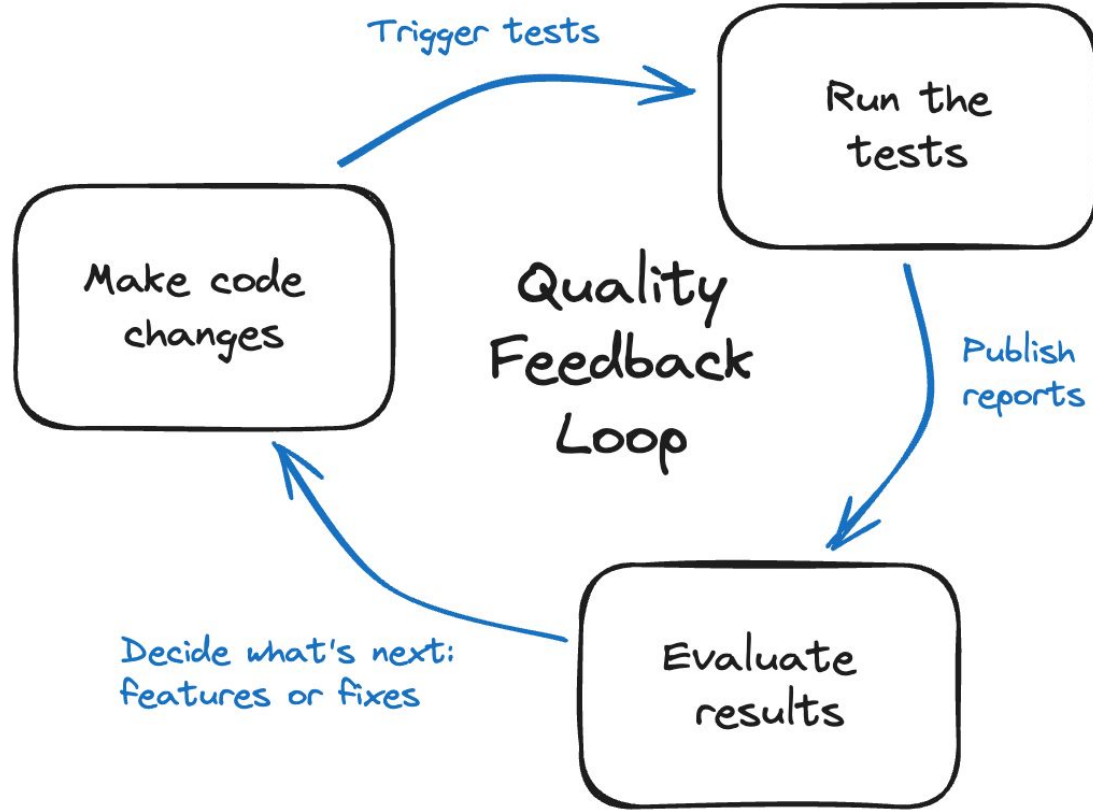 Trigger tests
Run the
tests
Make code
changes
Quality
Feedback
Loop
Publish
reports
Decide what's next:
features or fixes
Evaluate
results